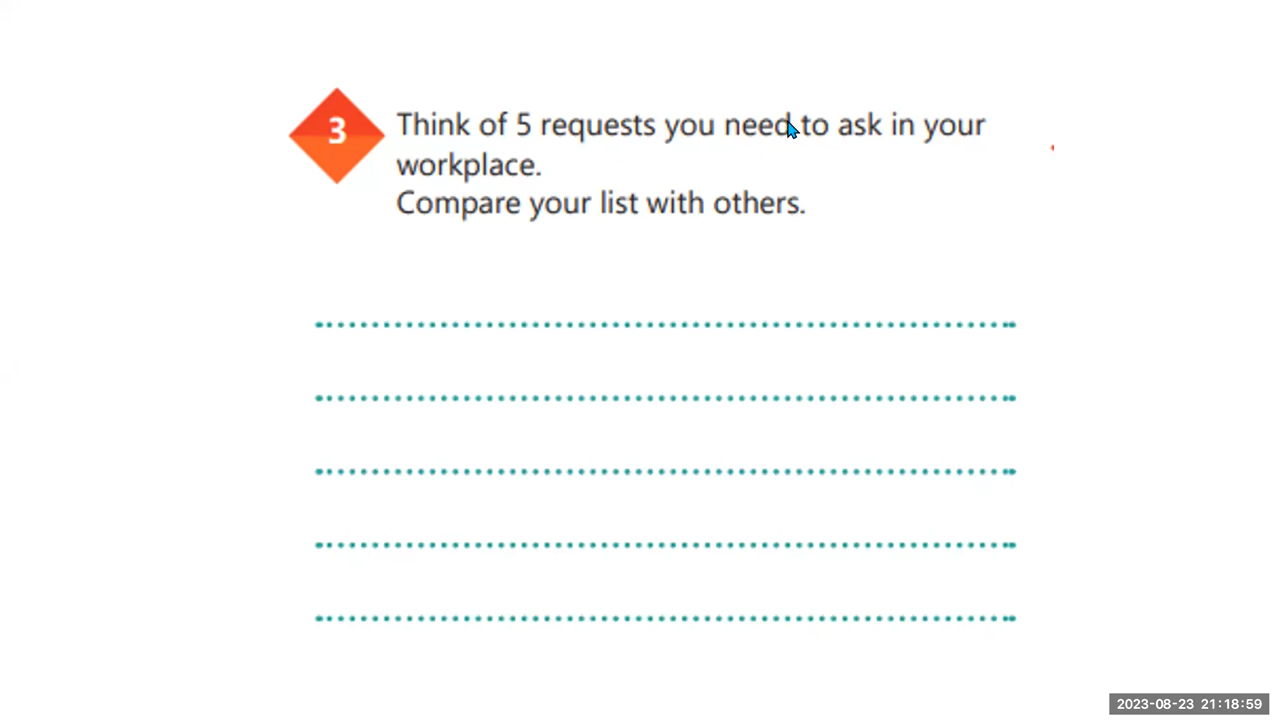 3
Think of 5 requests you need to ask in your
workplace.
Compare your list with others.
2023-08-23 21:18:59